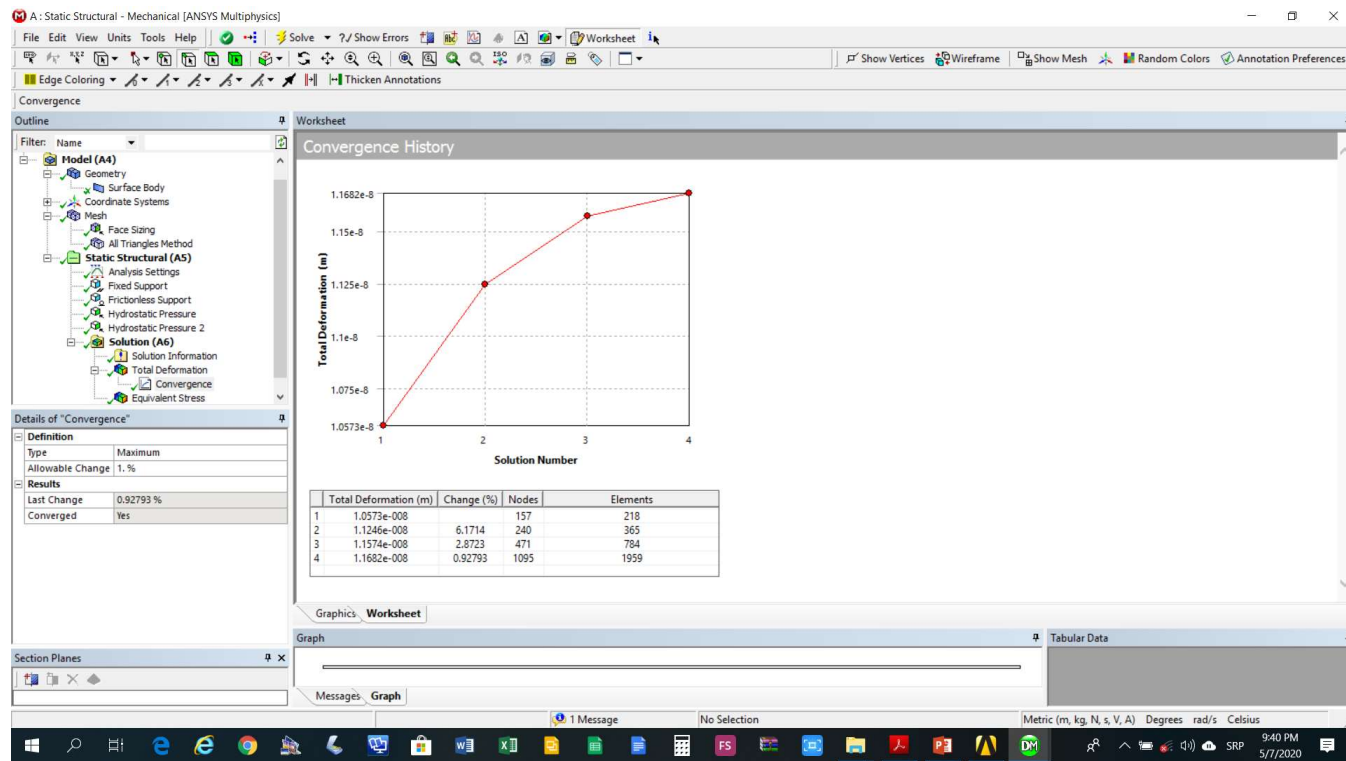 A : Static Structural - Mechanical [ANSYS Multiphysics]
File Edit View Units Tools Help Solve ?/ Show Errors Worksheet
Show Vertices Wireframe Show Mesh Random Colors Annotation Preferences
Edge Coloring Thicken Annotations
Convergence
Outline
Filter: Name
Model (A4)
Geometry
Surface Body
Coordinate Systems
Mesh
Face Sizing
All Triangles Method
Static Structural (A5)
Analysis Settings
Fixed Support
Frictionless Support
Hydrostatic Pressure
Hydrostatic Pressure 2
Solution (A6)
Solution Information
Total Deformation
Convergence
Equivalent Stress
Details of "Convergence"
Definition
Type Maximum
Allowable Change 1. %
Results
Last Change 0.92793 %
Converged Yes
Section Planes
Worksheet
Convergence History
1.1682e-8
1.15e-8
1.125e-8
1.1e-8
1.075e-8
1.0573e-8
Total Deformation (m)
1 2 3 4
Solution Number
Total Deformation (m) Change (%) Nodes Elements
1 1.0573e-008 157 218
2 1.1246e-008 6.1714 240 365
3 1.1574e-008 2.8723 471 784
4 1.1682e-008 0.92793 1095 1959
Graphics Worksheet
Graph
Messages Graph
Tabular Data
1 Message No Selection Metric (m, kg, N, s, V, A) Degrees rad/s Celsius
FS
DM
SRP
9:40 PM
5/7/2020